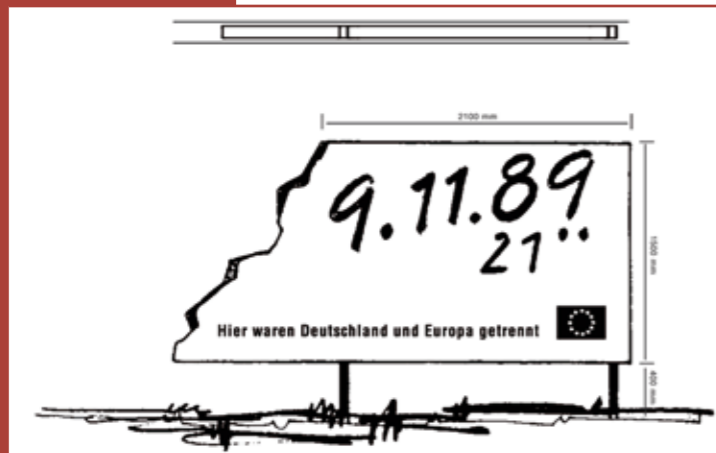 2100 mm
9.11.89
21°°
1500 mm
Hier waren Deutschland und Europa getrennt
400 mm